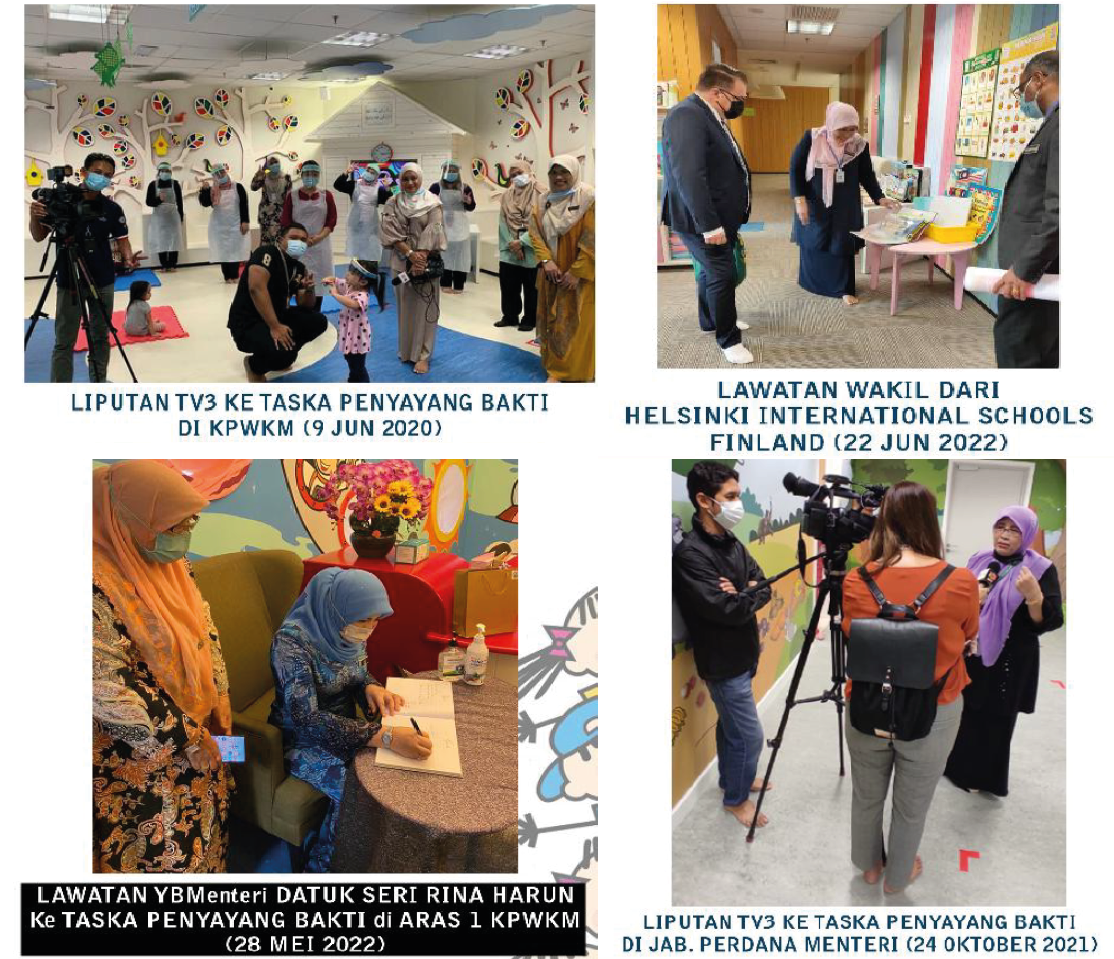 LIPUTAN TV3 KE TASKA PENYAYANG BAKTI
DI KPWKM (9 JUN 2020)
LAWATAN WAKIL DARI
HELSINKI INTERNATIONAL SCHOOLS
FINLAND (22 JUN 2022)
LAWATAN YBMenteri DATUK SERI RINA HARUN
Ke TASKA PENYAYANG BAKTI di ARAS 1 KPWKM
(28 MEI 2022)
LIPUTAN TV3 KE TASKA PENYAYANG BAKTI
DI JAB. PERDANA MENTERI (24 OKTOBER 2021)